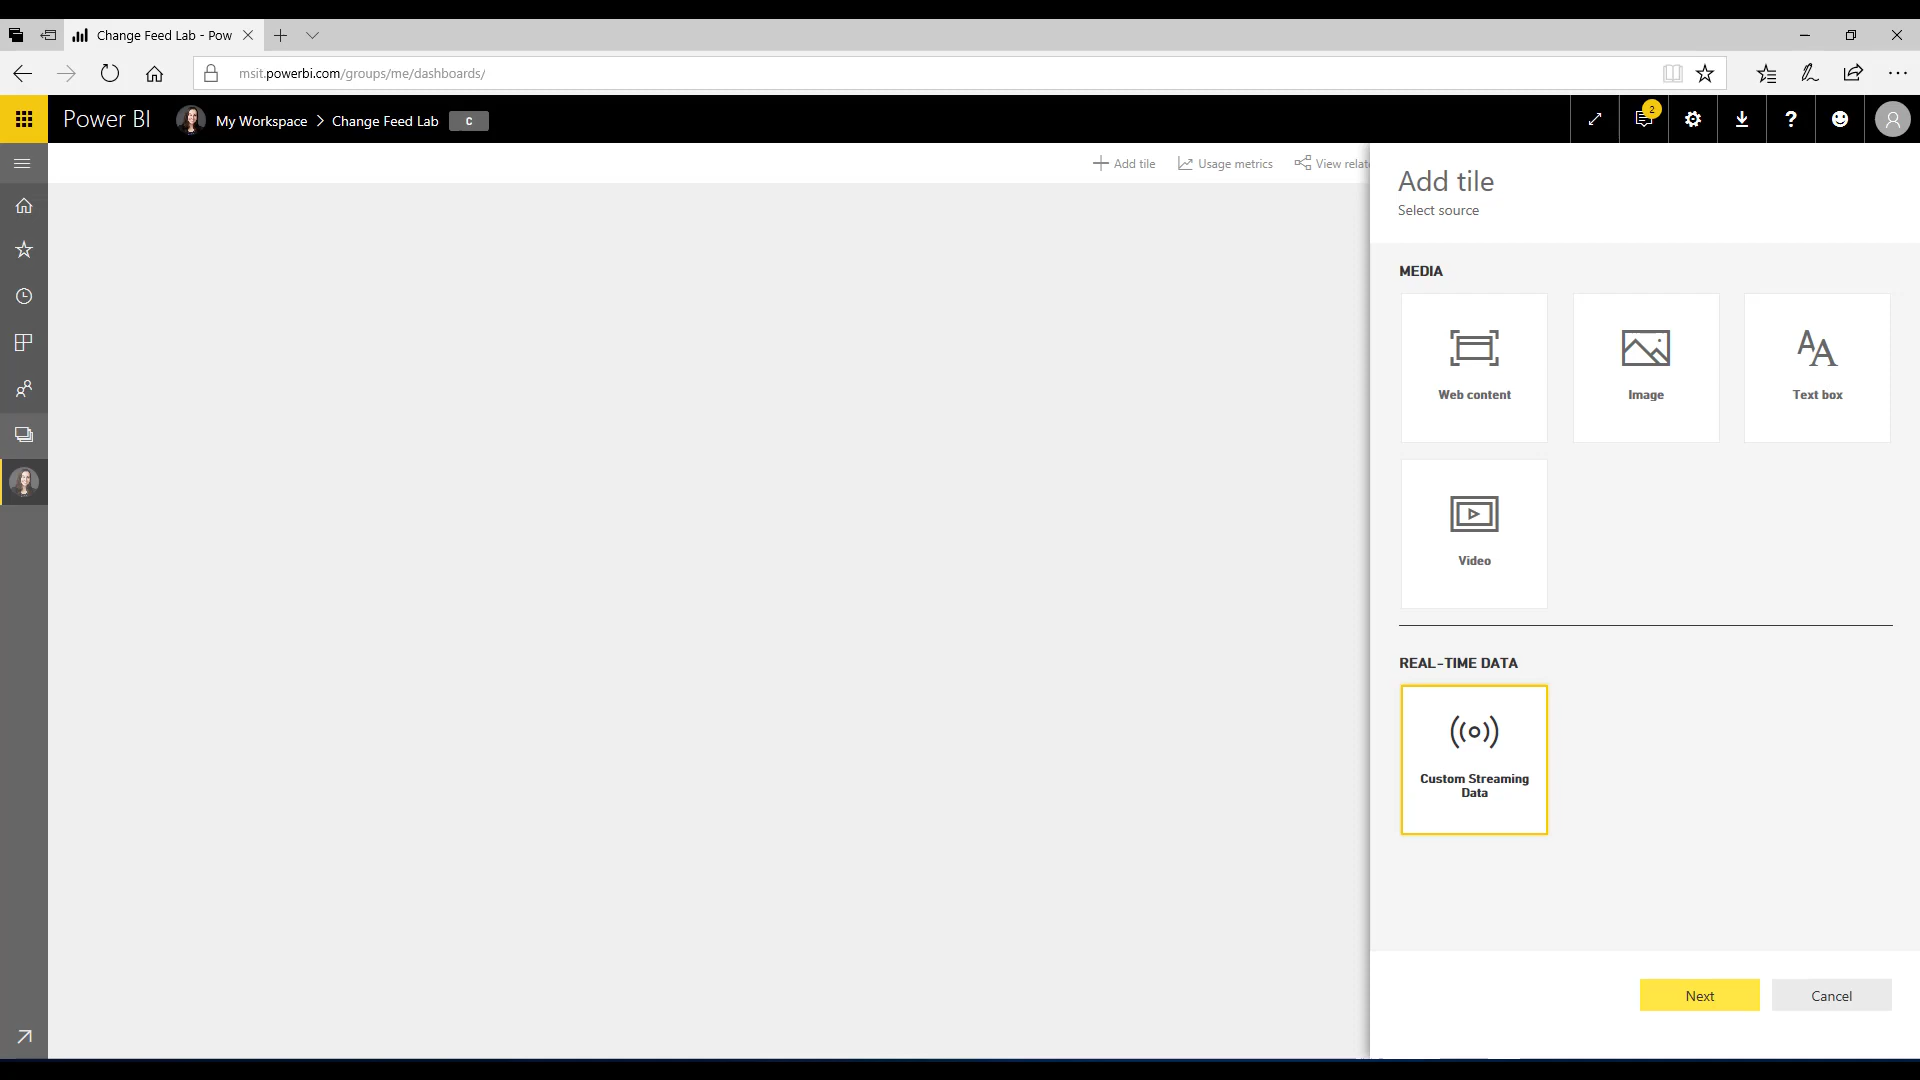 Change Feed Lab - Pow
msit.powerbi.com/groups/me/dashboards/
Power BI
My Workspace > Change Feed Lab C
2
?
Add tile
Usage metrics
View relat
Add tile
Select source
MEDIA
Web content
Image
AA
Text box
Video
REAL-TIME DATA
Custom Streaming
Data
Next
Cancel